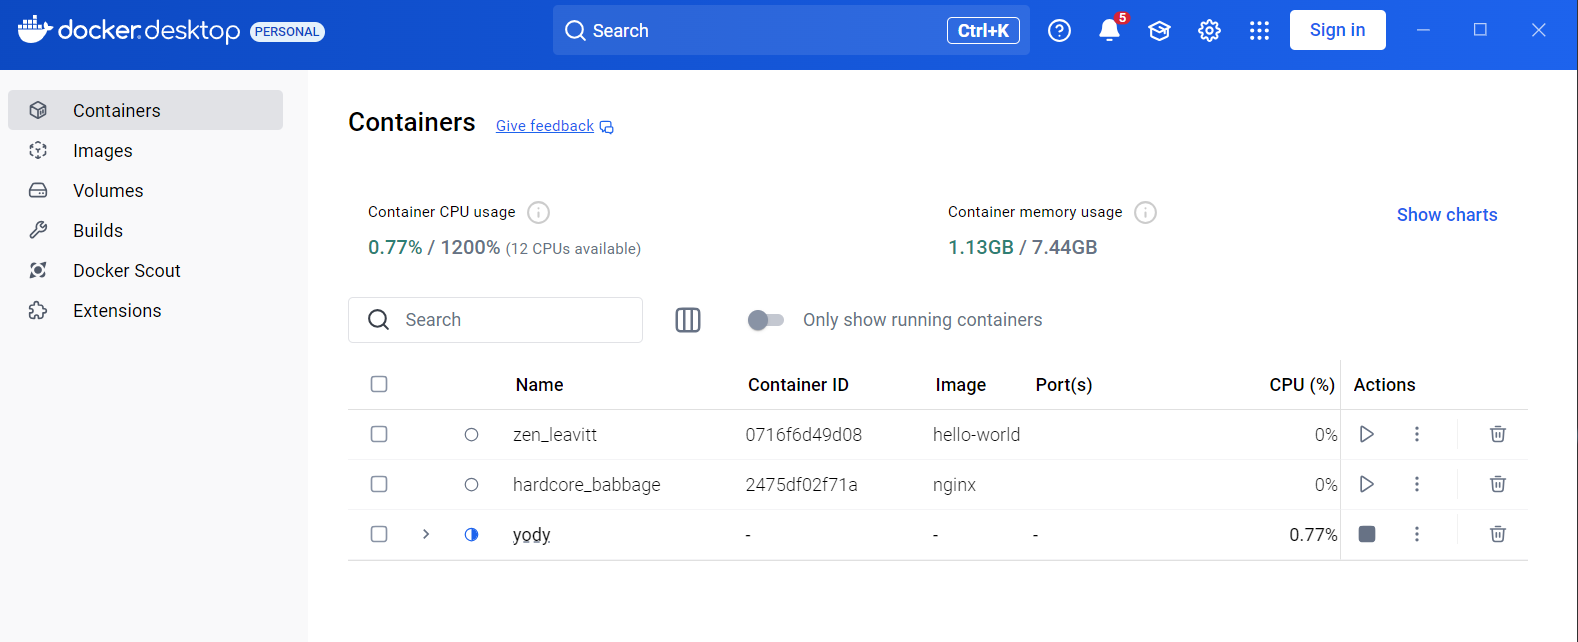 docker.desktop PERSONAL
Search Ctrl+K
5
Sign in
Containers
Images
Volumes
Builds
Docker Scout
Extensions
Containers Give feedback
Container CPU usage
0.77% / 1200% (12 CPUs available)
Container memory usage
1.13GB / 7.44GB
Show charts
Search
Only show running containers
Name Container ID Image Port(s) CPU (%) Actions
zen_leavitt 0716f6d49d08 hello-world 0%
hardcore_babbage 2475df02f71a nginx 0%
yody - - - 0.77%